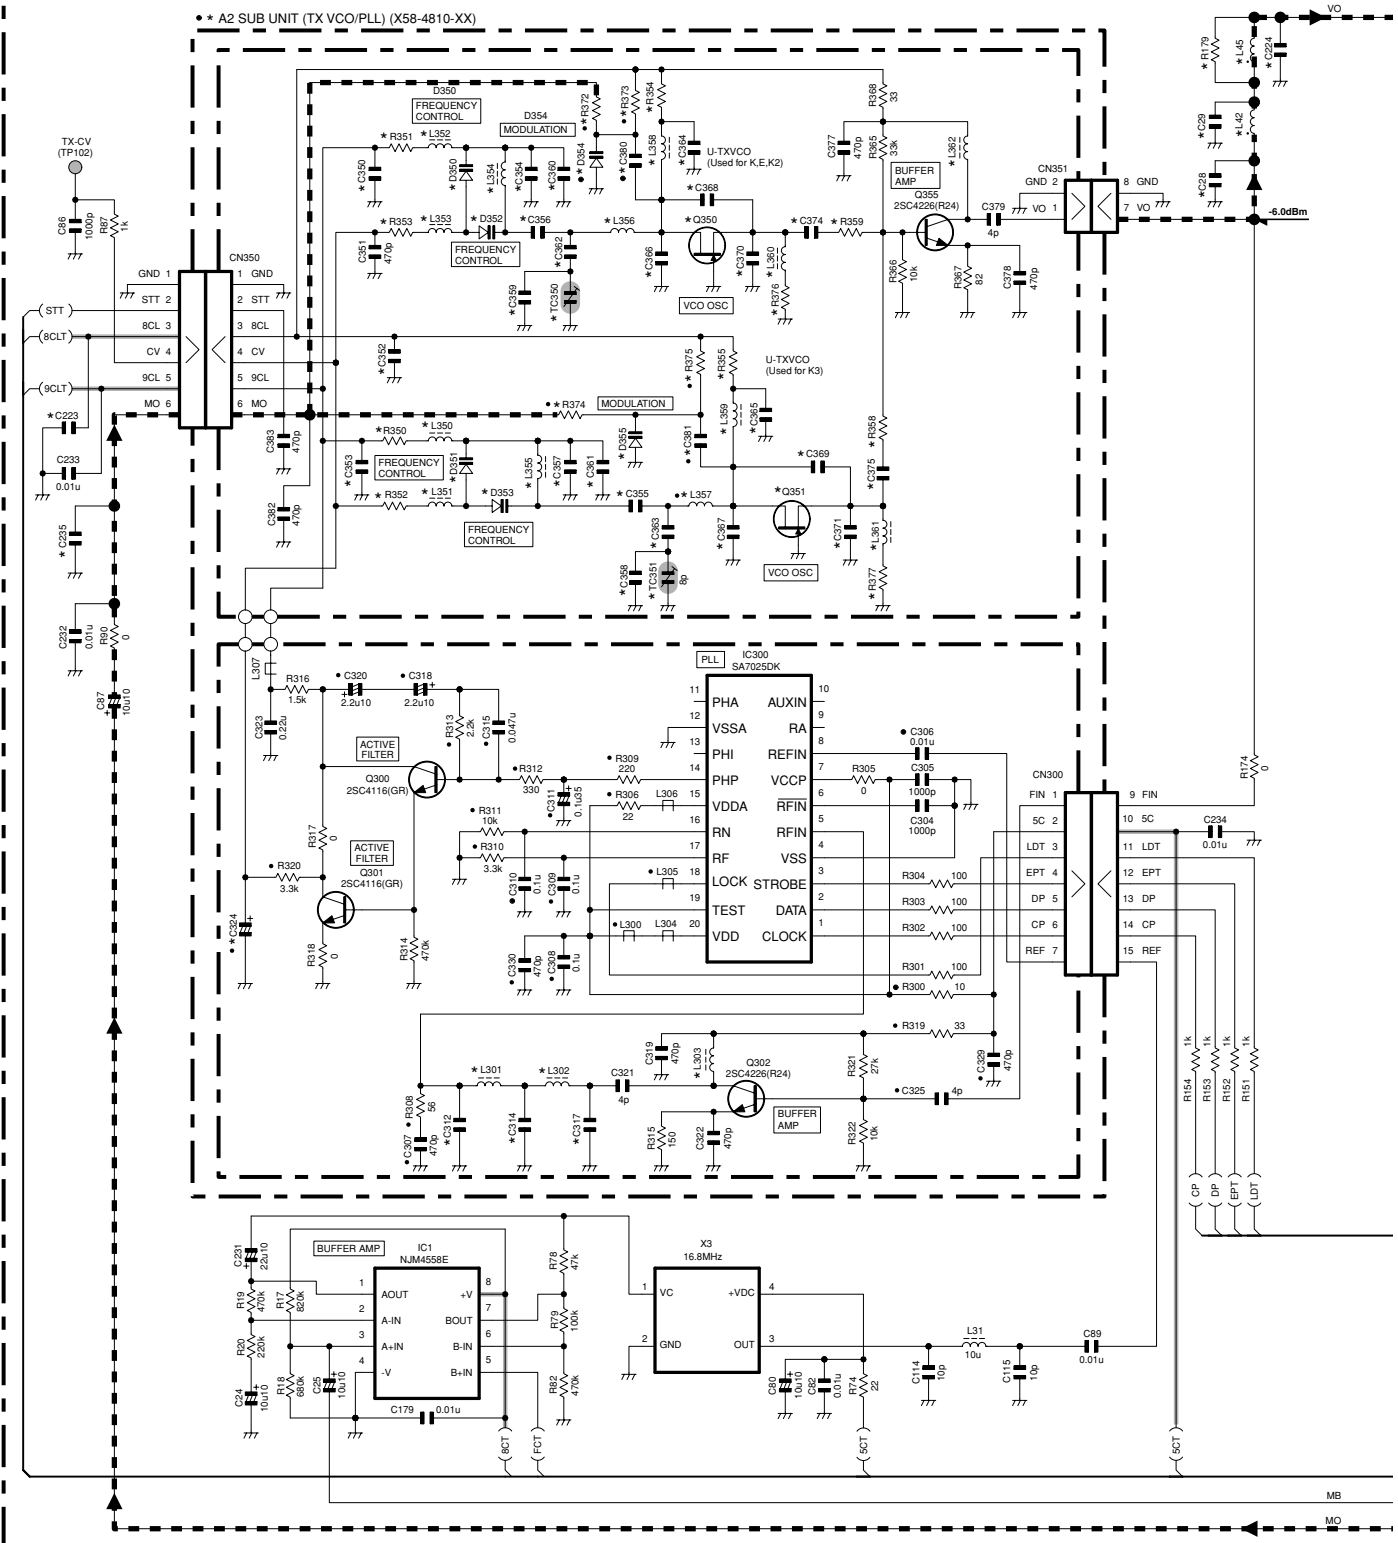 ● * A2 SUB UNIT (TX VCO/PLL) (X58-4810-XX)
VO
* R179
* L45
* C224
* C29
* L42
* C28
-6.0dBm
TX-CV
(TP102)
C86
1000p
R87
1k
D350
FREQUENCY
CONTROL
D354
MODULATION
* R351
* L352
* C350
* D350
* L354
* C354
* C360
● R372
* D354
● R373
* R354
* C380
* L358
* C364
U-TXVCO
(Used for K,E,K2)
C377
470p
R368
33
R365
33k
* L362
BUFFER
AMP
Q355
2SC4226(R24)
C379
4p
CN351
GND 2
VO 1
8 GND
7 VO
* R353
* L353
* D352
* C356
FREQUENCY
CONTROL
C351
470p
* C362
* C359
* TC350
* L356
* C366
* C368
* Q350
VCO OSC
* C370
* L360
* R376
* C374
* R359
R366
10k
R367
82
C378
470p
CN350
GND 1
STT 2
8CL 3
CV 4
9CL 5
MO 6
1 GND
2 STT
3 8CL
4 CV
5 9CL
6 MO
STT
8CLT
9CLT
* C223
C233
0.01u
* C235
C232
0.01u
R90
0
C87
10u10
* C352
C383
470p
C382
470p
● * R374
MODULATION
* D355
● * R375
* R355
* C381
* L359
* C365
U-TXVCO
(Used for K3)
* R358
* C375
* R350
* L350
* C353
FREQUENCY
CONTROL
* D351
* L355
* C357
* C361
* R352
* L351
* D353
FREQUENCY
CONTROL
* C355
● * L357
* C363
* C358
* TC351
8p
* C367
* C369
* Q351
VCO OSC
* C371
* L361
* R377
L307
C323
0.22u
R316
1.5k
● C320
2.2u10
● C318
2.2u10
● R313
2.2k
● C315
0.047u
ACTIVE
FILTER
Q300
2SC4116(GR)
● R312
330
● C311
0.1u35
● R309
220
● R306
22
L306
● R311
10k
● R310
3.3k
● C310
0.1u
● C309
0.1u
● L305
R317
0
● R320
3.3k
ACTIVE
FILTER
Q301
2SC4116(GR)
* C324
R318
0
R314
470k
● C330
470p
● C308
0.1u
● L300
L304
PLL
IC300
SA7025DK
11 PHA
12 VSSA
13 PHI
14 PHP
15 VDDA
16 RN
17 RF
18 LOCK
19 TEST
20 VDD
AUXIN 10
RA 9
REFIN 8
VCCP 7
RFIN 6
RFIN 5
VSS 4
STROBE 3
DATA 2
CLOCK 1
● C306
0.01u
R305
0
C305
1000p
C304
1000p
R304 100
R303 100
R302 100
R301 100
● R300 10
● R319 33
CN300
FIN 1
5C 2
LDT 3
EPT 4
DP 5
CP 6
REF 7
9 FIN
10 5C
11 LDT
12 EPT
13 DP
14 CP
15 REF
R174
0
C234
0.01u
● R308
56
● C307
470p
* L301
* L302
* C312
* C314
* C317
C321
4p
C319
470p
* L303
Q302
2SC4226(R24)
BUFFER
AMP
R315
150
C322
470p
R321
27k
R322
10k
● C325 4p
● C329
470p
R154 1k
R153 1k
R152 1k
R151 1k
CP
DP
EPT
LDT
C231
22u10
R19
470k
R20
220k
C24
10u10
R17
820k
R18
680k
C25
10u10
BUFFER AMP
IC1
NJM4558E
1 AOUT
2 A-IN
3 A+IN
4 -V
+V 8
BOUT 7
B-IN 6
B+IN 5
C179 0.01u
R78
47k
R79
100k
R82
470k
8CT
FCT
X3
16.8MHz
1 VC
2 GND
+VDC 4
OUT 3
C80
10u10
C82
0.01u
R74
22
5CT
C114
10p
L31
10u
C115
10p
C89
0.01u
5CT
MB
MO